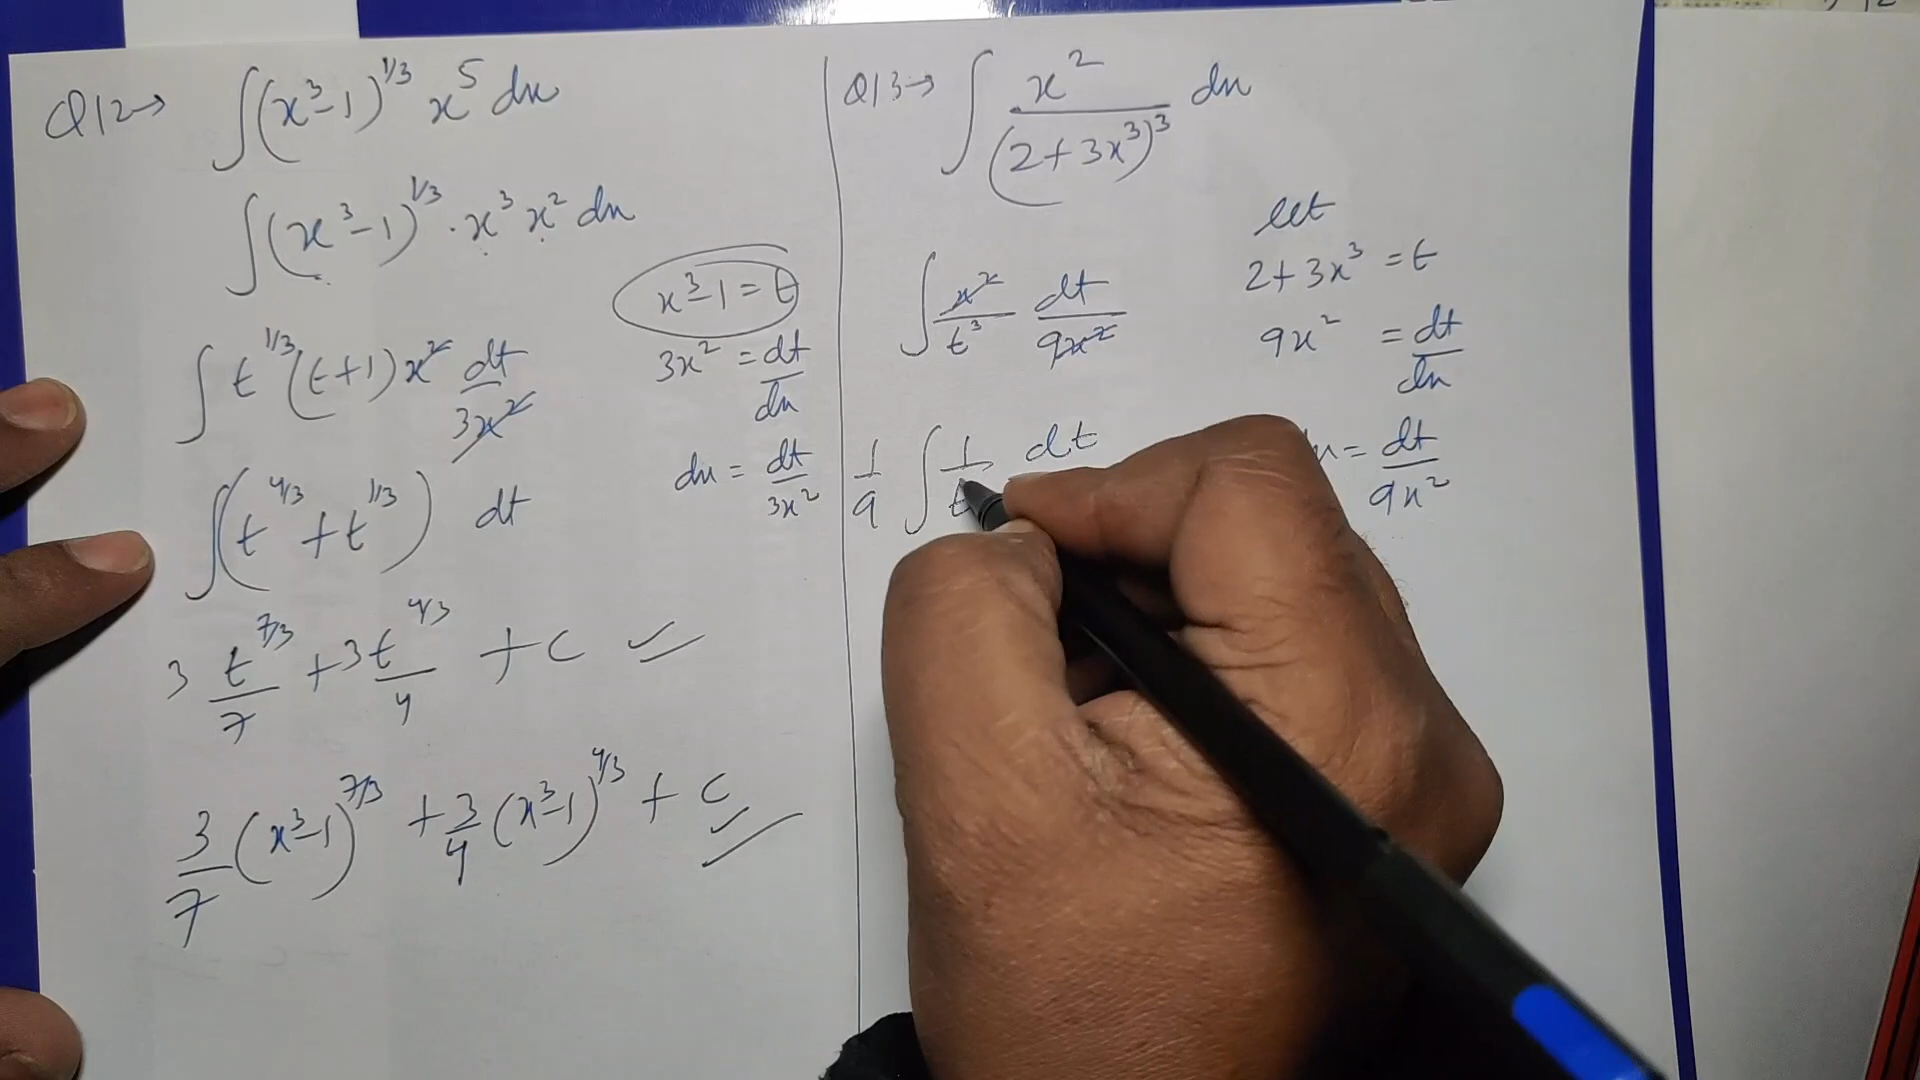 Q12→ ∫(x³-1)^1/3 x⁵ dx
∫(x³-1)^1/3 · x³ x² dx
x³-1=t
∫ t^1/3 (t+1) x² dt/3x²
3x² = dt/dx
∫(t^4/3 + t^1/3) dt
dx = dt/3x²
3 t^7/3/7 + 3t^4/3/4 + c
3/7 (x³-1)^7/3 + 3/4 (x³-1)^4/3 + c
Q13→ ∫ x²/(2+3x³)³ dx
let
2+3x³ = t
∫ x²/t³ dt/9x²
9x² = dt/dx
1/9 ∫ 1/t dt
= dt/9x²